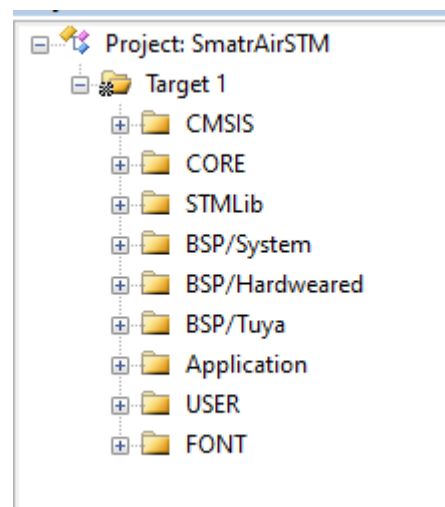 Project: SmatrAirSTM
Target 1
CMSIS
CORE
STMLib
BSP/System
BSP/Hardweared
BSP/Tuya
Application
USER
FONT